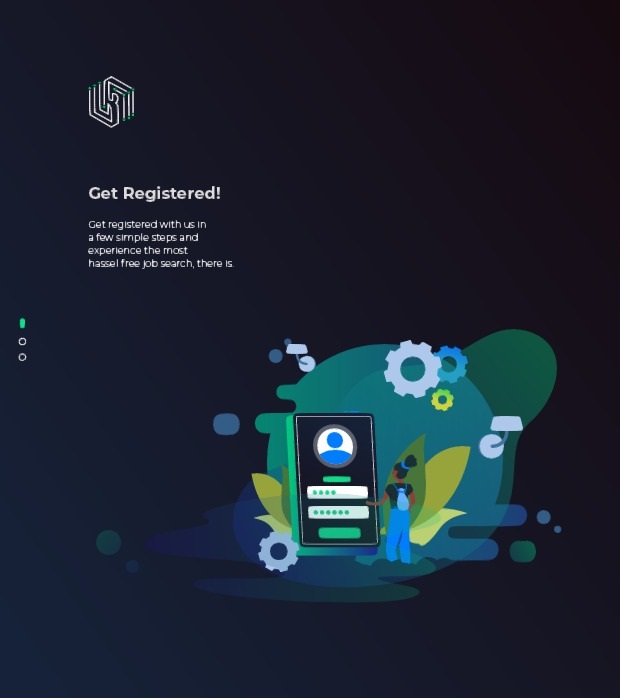 Get Registered!
Get registered with us in
a few simple steps and
experience the most
hassel free job search, there is.